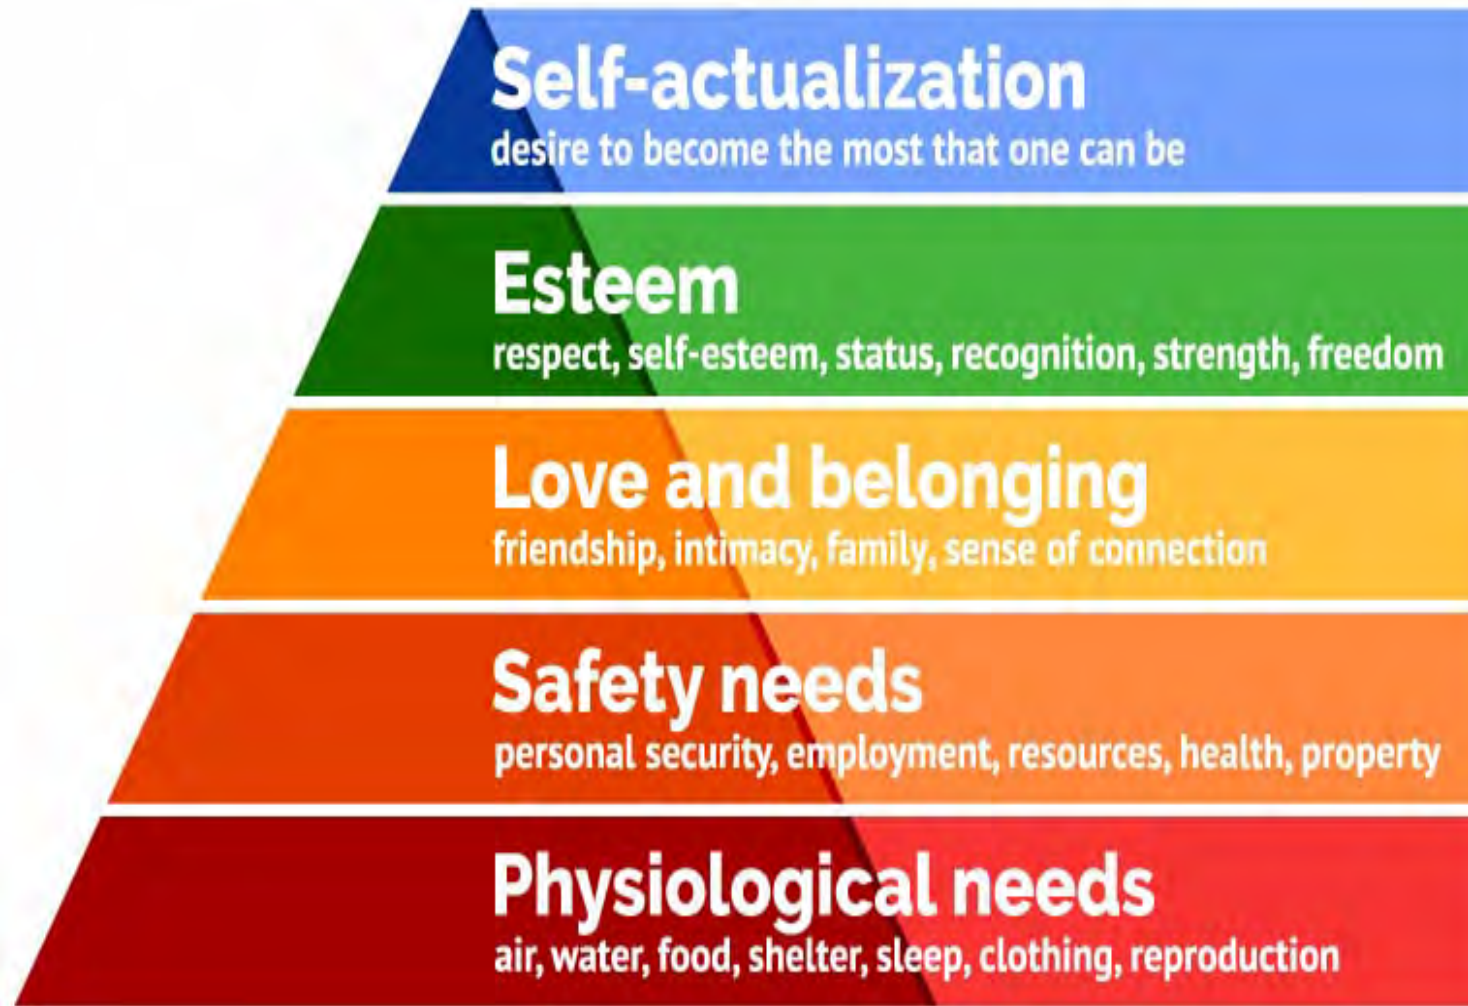 Self-actualization
desire to become the most that one can be
Esteem
respect, self-esteem, status, recognition, strength, freedom
Love and belonging
friendship, intimacy, family, sense of connection
Safety needs
personal security, employment, resources, health, property
Physiological needs
air, water, food, shelter, sleep, clothing, reproduction